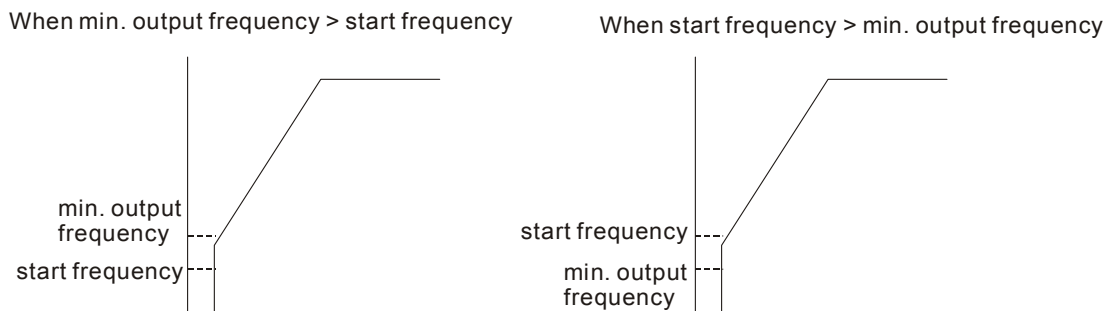 When min. output frequency > start frequency
When start frequency > min. output frequency
min. output
frequency
start frequency
start frequency
min. output
frequency